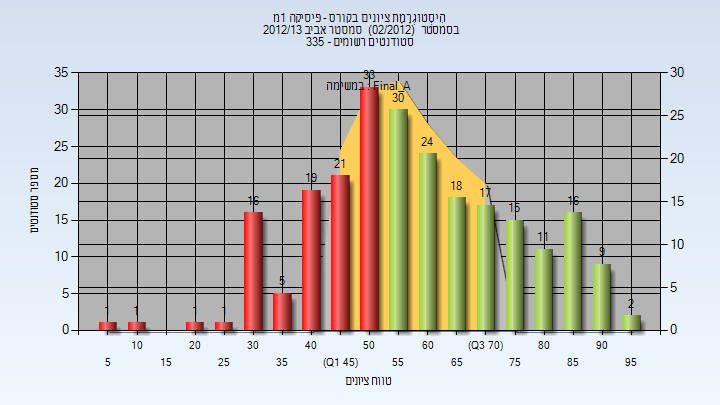 היסטוגרמת ציונים בקורס - פיסיקה 1מ
בסמסטר (02/2012) סמסטר אביב 2012/13
סטודנטים רשומים - 335
במשימה : Final_A
מספר סטודנטים
35 30 25 20 15 10 5 0
30 25 20 15 10 5 0
1 1 1 1 16 5 19 21 33 30 24 18 17 15 11 16 9 2
10 20 30 40 50 60 (Q3 70) 80 90
5 15 25 35 (Q1 45) 55 65 75 85 95
טווח ציונים